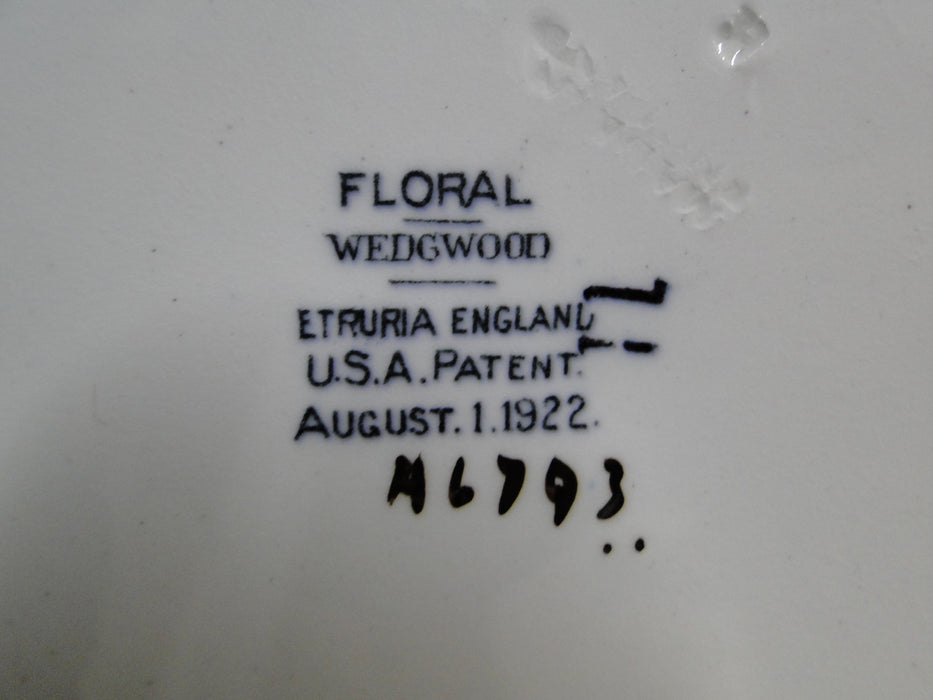 FLORAL
WEDGWOOD
ETRURIA ENGLAND
U.S.A. PATENT.
AUGUST. 1. 1922.
A6793